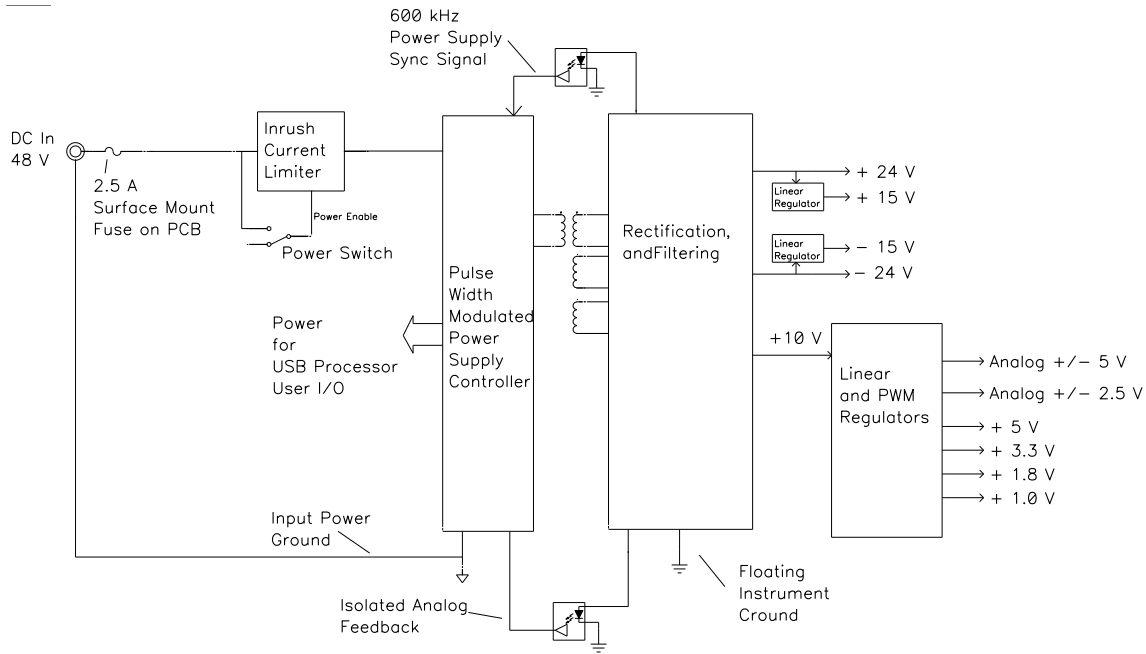 600 kHz
Power Supply
Sync Signal
DC In
48 V
Inrush
Current
Limiter
2.5 A
Surface Mount
Fuse on PCB
Power Enable
Power Switch
Pulse
Width
Modulated
Power
Supply
Controller
Power
for
USB Processor
User I/O
Rectification,
andFiltering
+ 24 V
Linear
Regulator
+ 15 V
Linear
Regulator
- 15 V
- 24 V
+10 V
Linear
and PWM
Regulators
Analog +/- 5 V
Analog +/- 2.5 V
+ 5 V
+ 3.3 V
+ 1.8 V
+ 1.0 V
Input Power
Ground
Isolated Analog
Feedback
Floating
Instrument
Ground